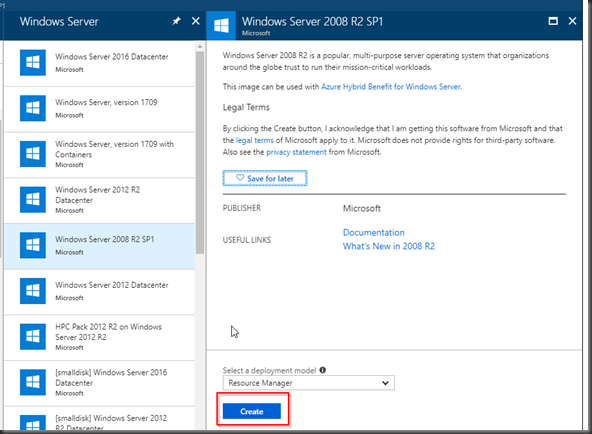 Windows Server
Windows Server 2016 Datacenter
Microsoft
Windows Server, version 1709
Microsoft
Windows Server, version 1709 with
Containers
Microsoft
Windows Server 2012 R2
Datacenter
Microsoft
Windows Server 2008 R2 SP1
Microsoft
Windows Server 2012 Datacenter
Microsoft
HPC Pack 2012 R2 on Windows
Server 2012 R2
Microsoft
[smalldisk] Windows Server 2016
Datacenter
Microsoft
[smalldisk] Windows Server 2012
R2 Datacenter
Windows Server 2008 R2 SP1
Microsoft
Windows Server 2008 R2 is a popular, multi-purpose server operating system that organizations
around the globe trust to run their mission-critical workloads.
This image can be used with Azure Hybrid Benefit for Windows Server.
Legal Terms
By clicking the Create button, I acknowledge that I am getting this software from Microsoft and that
the legal terms of Microsoft apply to it. Microsoft does not provide rights for third-party software.
Also see the privacy statement from Microsoft.
Save for later
PUBLISHER Microsoft
USEFUL LINKS Documentation
What's New in 2008 R2
Select a deployment model
Resource Manager
Create